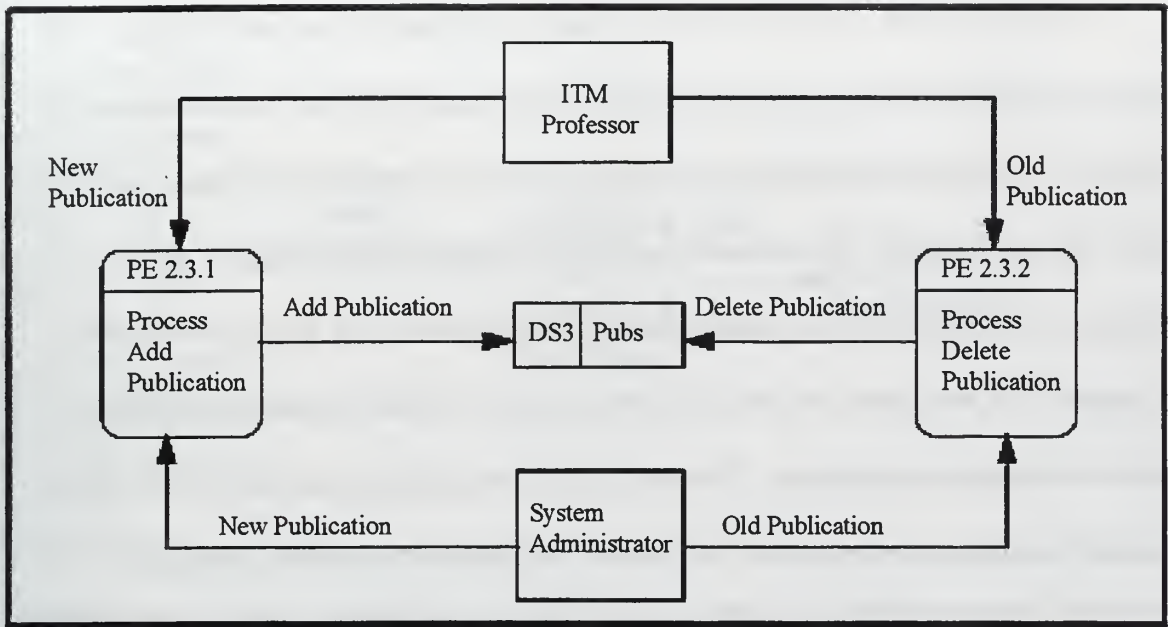 ITM
Professor
New
Publication
Old
Publication
PE 2.3.1
Process
Add
Publication
Add Publication
DS3 Pubs
Delete Publication
PE 2.3.2
Process
Delete
Publication
New Publication
System
Administrator
Old Publication